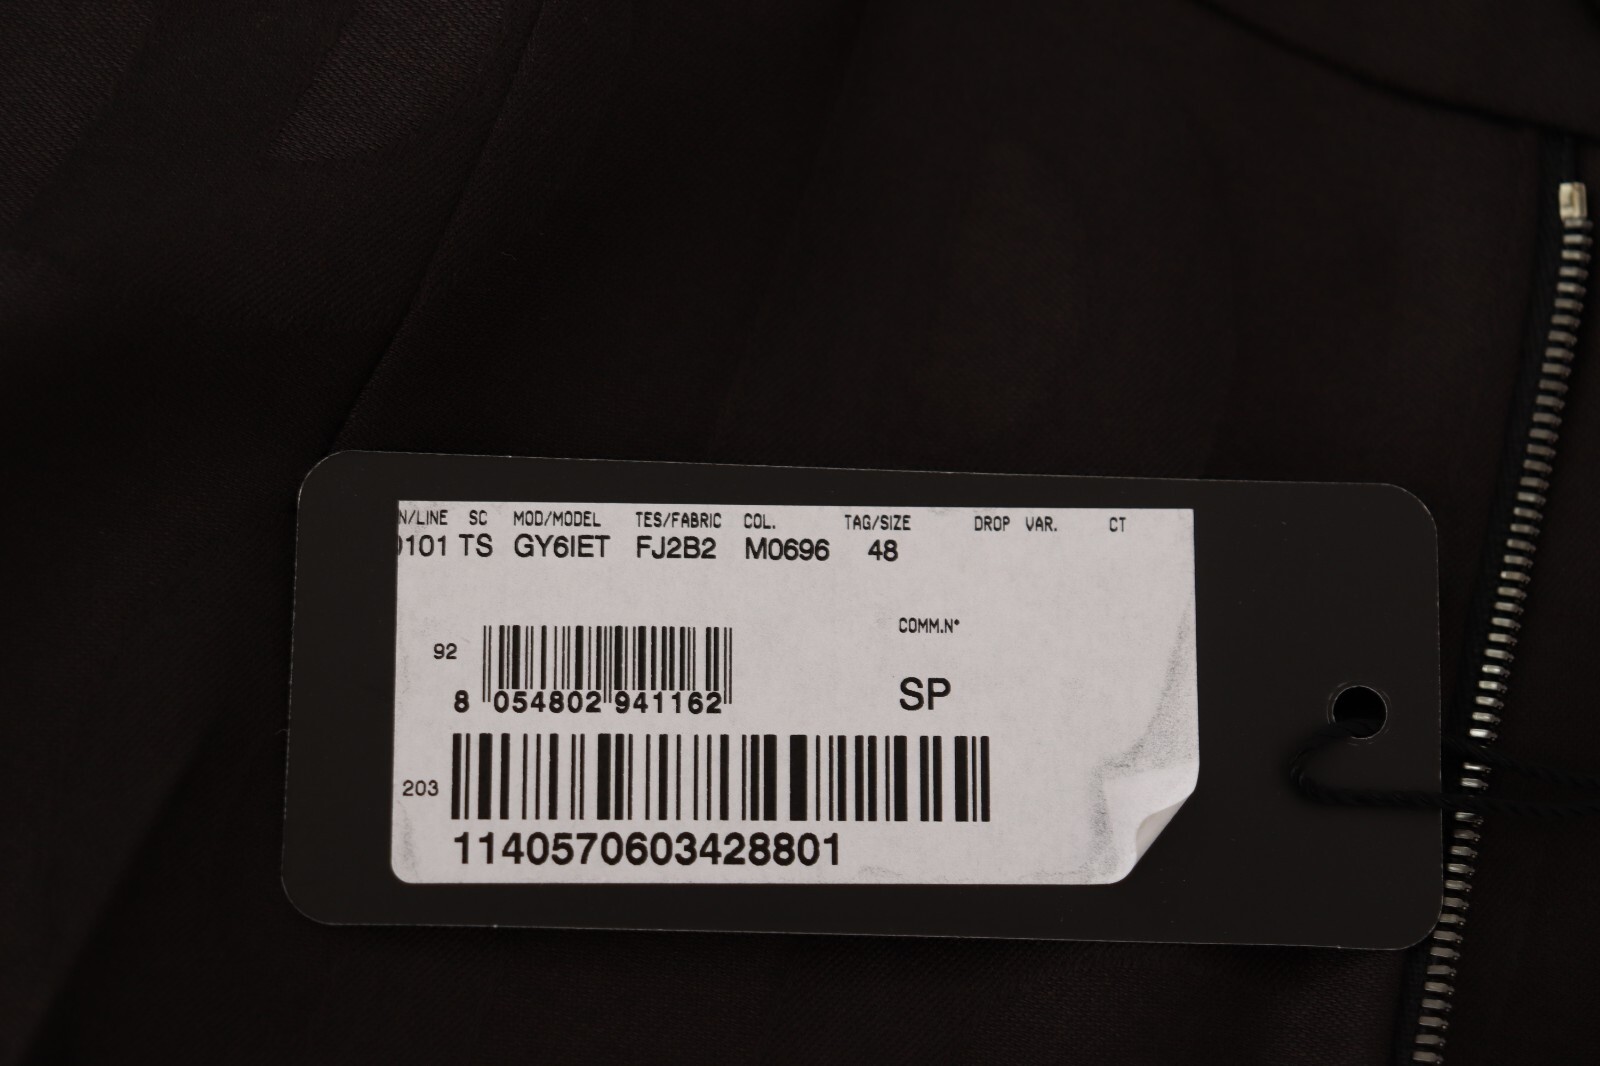 N/LINE SC MOD/MODEL TES/FABRIC COL. TAG/SIZE DROP VAR. CT
0101 TS GY6IET FJ2B2 M0696 48
COMM.N°
92
8 054802 941162
SP
203
1140570603428801